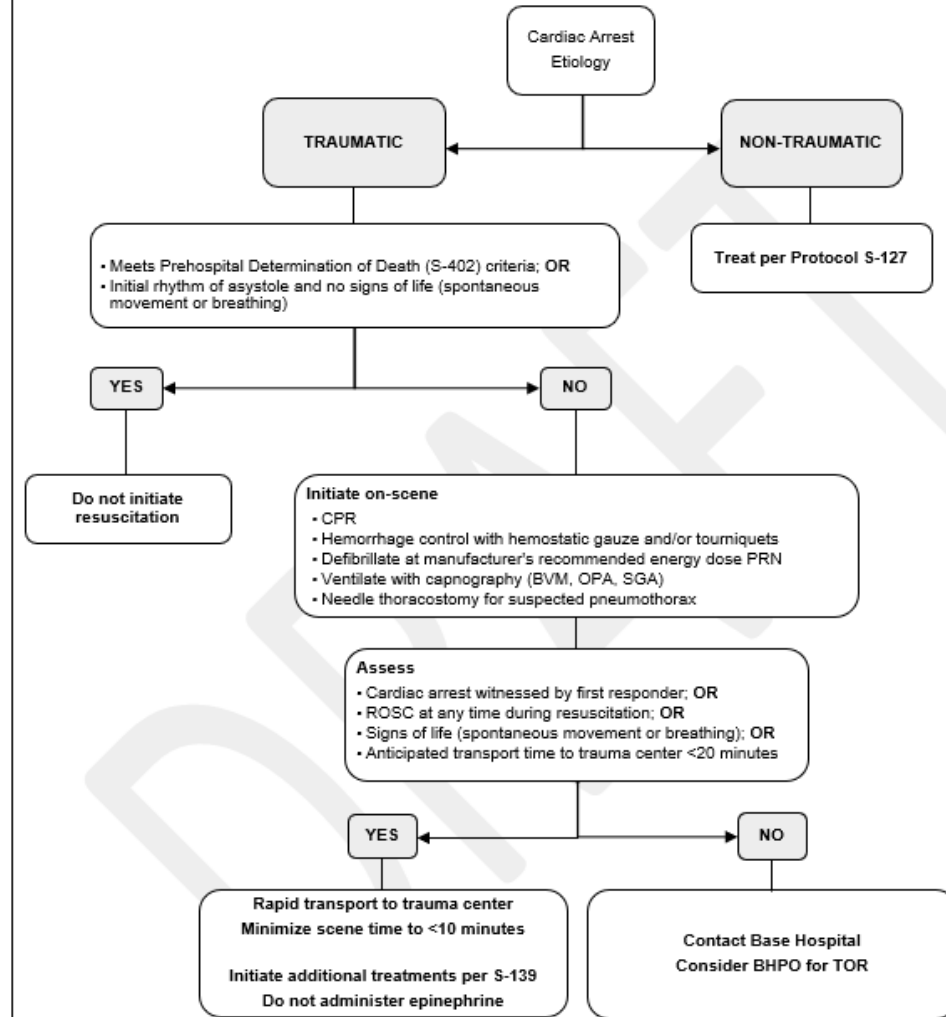 Cardiac Arrest
Etiology
TRAUMATIC
NON-TRAUMATIC
▪ Meets Prehospital Determination of Death (S-402) criteria; OR
▪ Initial rhythm of asystole and no signs of life (spontaneous
movement or breathing)
Treat per Protocol S-127
YES
NO
Do not initiate
resuscitation
Initiate on-scene
▪ CPR
▪ Hemorrhage control with hemostatic gauze and/or tourniquets
▪ Defibrillate at manufacturer's recommended energy dose PRN
▪ Ventilate with capnography (BVM, OPA, SGA)
▪ Needle thoracostomy for suspected pneumothorax
Assess
▪ Cardiac arrest witnessed by first responder; OR
▪ ROSC at any time during resuscitation; OR
▪ Signs of life (spontaneous movement or breathing); OR
▪ Anticipated transport time to trauma center <20 minutes
YES
NO
Rapid transport to trauma center
Minimize scene time to <10 minutes
Initiate additional treatments per S-139
Do not administer epinephrine
Contact Base Hospital
Consider BHPO for TOR
DRAFT